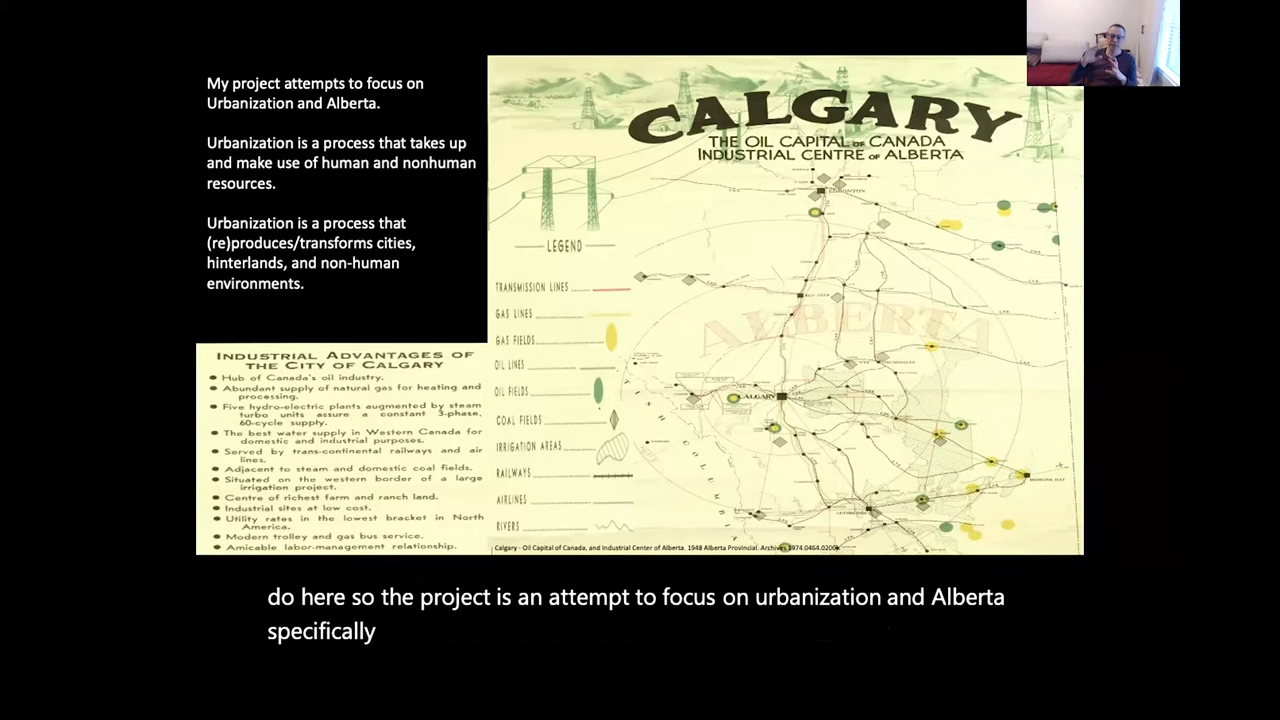 My project attempts to focus on
Urbanization and Alberta.
Urbanization is a process that takes up
and make use of human and nonhuman
resources.
Urbanization is a process that
(re)produces/transforms cities,
hinterlands, and non-human
environments.
INDUSTRIAL ADVANTAGES OF
THE CITY OF CALGARY
Hub of Canada's oil industry.
Abundant supply of natural gas for heating and
processing.
Five hydro-electric plants augmented by steam
turbo units assure a constant 3-phase,
60-cycle supply.
The best water supply in Western Canada for
domestic and industrial purposes.
Served by trans-continental railways and air
lines.
Adjacent to steam and domestic coal fields.
Situated on the western border of a large
irrigation project.
Centre of richest farm and ranch land.
Industrial sites at low cost.
Utility rates in the lowest bracket in North
America.
Modern trolley and gas bus service.
Amicable labor-management relationship.
CALGARY
THE OIL CAPITAL OF CANADA
INDUSTRIAL CENTRE OF ALBERTA
LEGEND
TRANSMISSION LINES
GAS LINES
GAS FIELDS
OIL LINES
OIL FIELDS
COAL FIELDS
IRRIGATION AREAS
RAILWAYS
AIRLINES
RIVERS
EDMONTON
RED DEER
ALBERTA
CALGARY
MEDICINE HAT
LETHBRIDGE
Calgary - Oil Capital of Canada, and Industrial Center of Alberta. 1948 Alberta Provincial. Archives 1974.0464.0200k
do here so the project is an attempt to focus on urbanization and Alberta
specifically